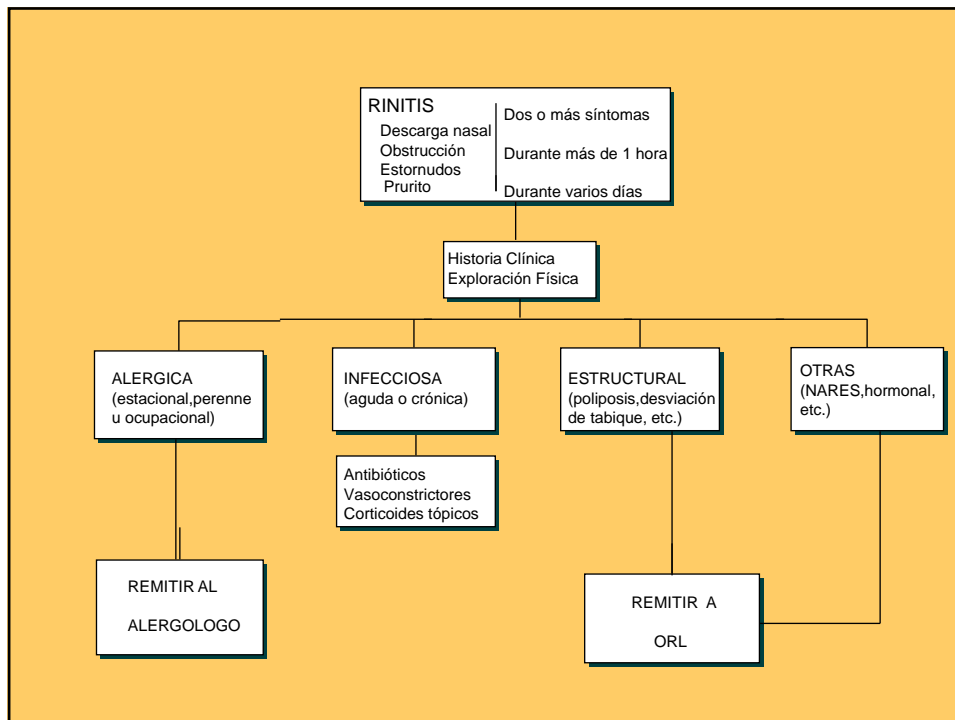 RINITIS
Descarga nasal
Obstrucción
Estornudos
Prurito
Dos o más síntomas
Durante más de 1 hora
Durante varios días
Historia Clínica
Exploración Física
ALERGICA
(estacional,perenne
u ocupacional)
INFECCIOSA
(aguda o crónica)
ESTRUCTURAL
(poliposis,desviación
de tabique, etc.)
OTRAS
(NARES,hormonal,
etc.)
Antibióticos
Vasoconstrictores
Corticoides tópicos
REMITIR AL
ALERGOLOGO
REMITIR A
ORL